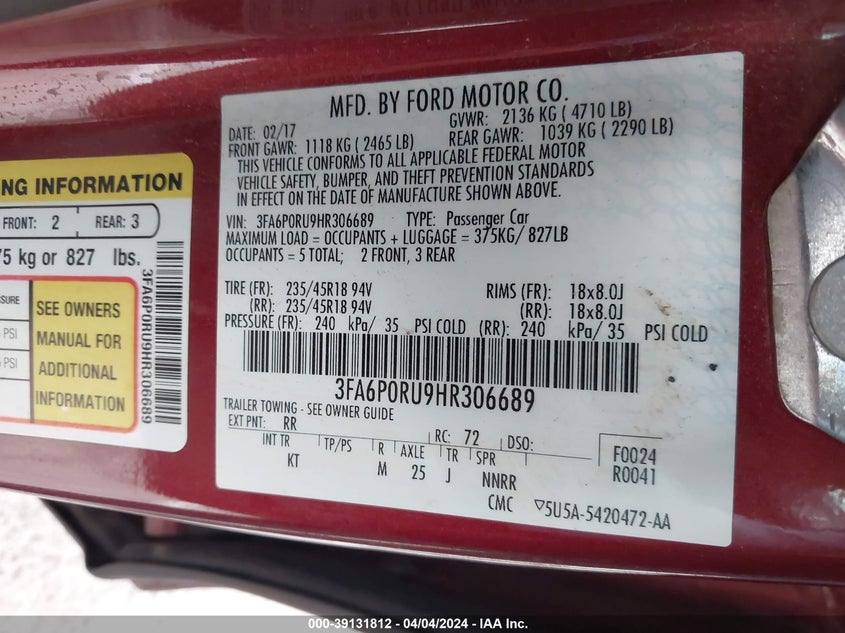 MFD. BY FORD MOTOR CO.
DATE: 02/17 GVWR: 2136 KG ( 4710 LB)
FRONT GAWR: 1118 KG ( 2465 LB) REAR GAWR: 1039 KG ( 2290 LB)
THIS VEHICLE CONFORMS TO ALL APPLICABLE FEDERAL MOTOR
VEHICLE SAFETY, BUMPER, AND THEFT PREVENTION STANDARDS
IN EFFECT ON THE DATE OF MANUFACTURE SHOWN ABOVE.
VIN: 3FA6P0RU9HR306689 TYPE: Passenger Car
MAXIMUM LOAD = OCCUPANTS + LUGGAGE = 375KG/ 827LB
OCCUPANTS = 5 TOTAL; 2 FRONT, 3 REAR
TIRE (FR): 235/45R18 94V RIMS (FR): 18x8.0J
(RR): 235/45R18 94V (RR): 18x8.0J
PRESSURE (FR): 240 kPa/ 35 PSI COLD (RR): 240 kPa/ 35 PSI COLD
3FA6P0RU9HR306689
TRAILER TOWING - SEE OWNER GUIDE
EXT PNT: RR RC: 72 DSO: F0024
INT TR TP/PS R AXLE TR SPR R0041
KT M 25 J NNRR
CMC ▽5U5A-5420472-AA
NG INFORMATION
FRONT: 2 REAR: 3
75 kg or 827 lbs.
SSURE
PSI
PSI
SEE OWNERS
MANUAL FOR
ADDITIONAL
INFORMATION
3FA6P0RU9HR306689
000-39131812 - 04/04/2024 - IAA Inc.